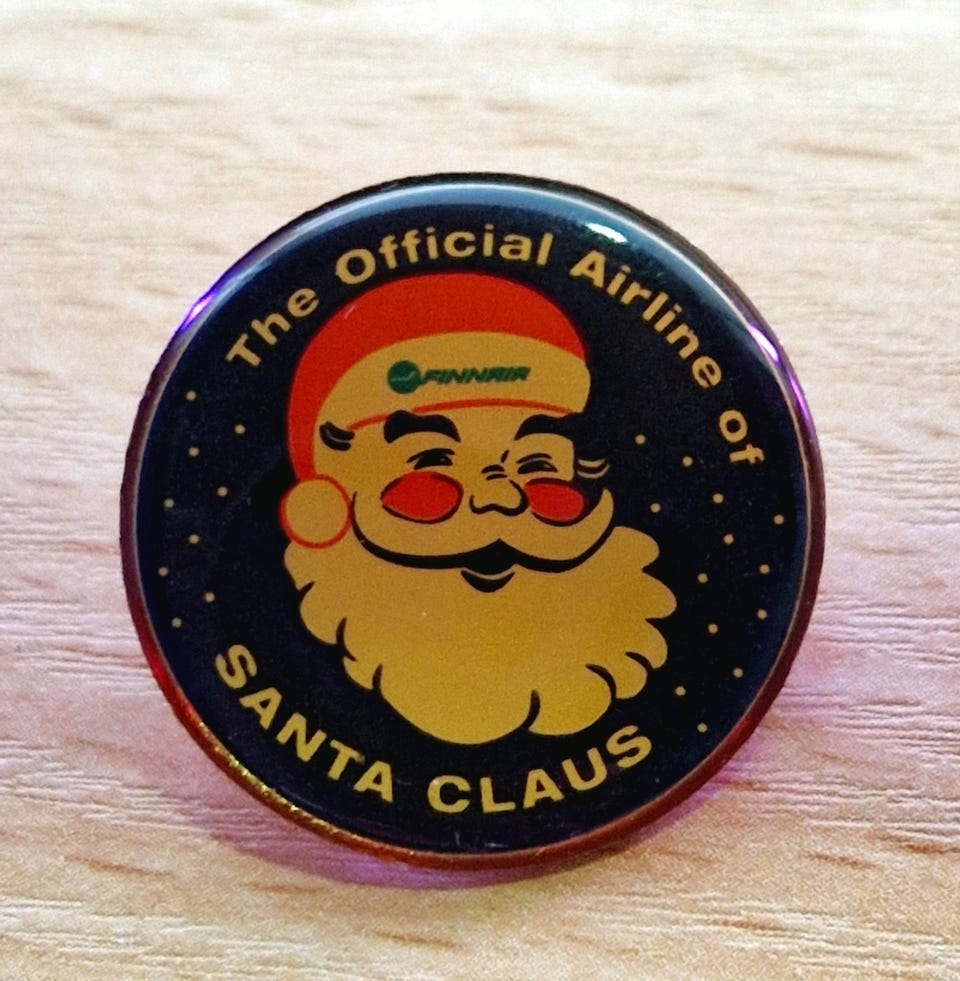 The Official Airline of
FINNAIR
SANTA CLAUS